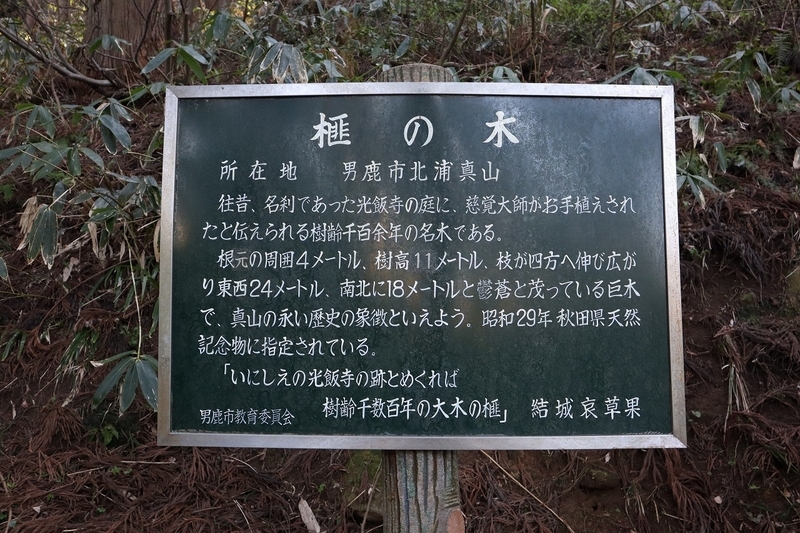 榧の木
所在地　男鹿市北浦真山
往昔、名刹であった光飯寺の庭に、慈覚大師がお手植えされ
たと伝えられる樹齢千百余年の名木である。
根元の周囲4メートル、樹高11メートル、枝が四方へ伸び広が
り東西24メートル、南北に18メートルと鬱蒼と茂っている巨木
で、真山の永い歴史の象徴といえよう。昭和29年秋田県天然
記念物に指定されている。
「いにしえの光飯寺の跡とめくれば
樹齢千数百年の大木の榧」　結城哀草果
男鹿市教育委員会